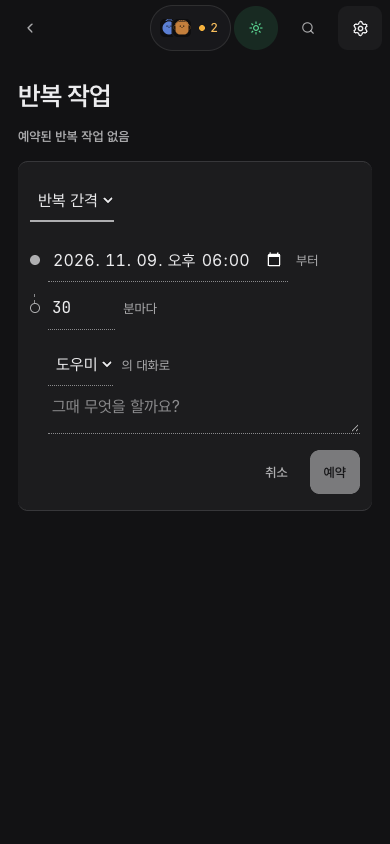 2
반복 작업
예약된 반복 작업 없음
반복 간격
2026. 11. 09. 오후 06:00 부터
30 분마다
도우미 의 대화로
그때 무엇을 할까요?
취소 예약